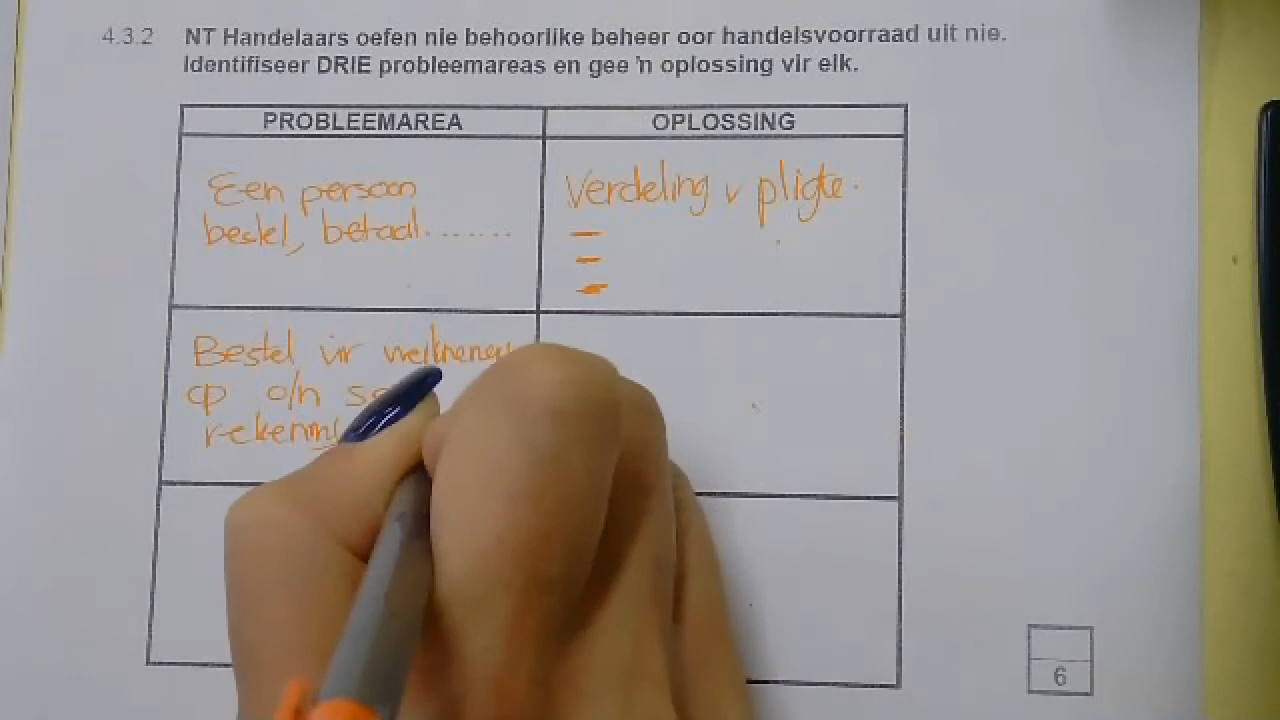 4.3.2 NT Handelaars oefen nie behoorlike beheer oor handelsvoorraad uit nie.
Identifiseer DRIE probleemareas en gee 'n oplossing vir elk.
PROBLEEMAREA OPLOSSING
Een persoon
bestel, betaal.......
Verdeling v pligte.
Bestel vir werknemers
op o/n se
rekening
6